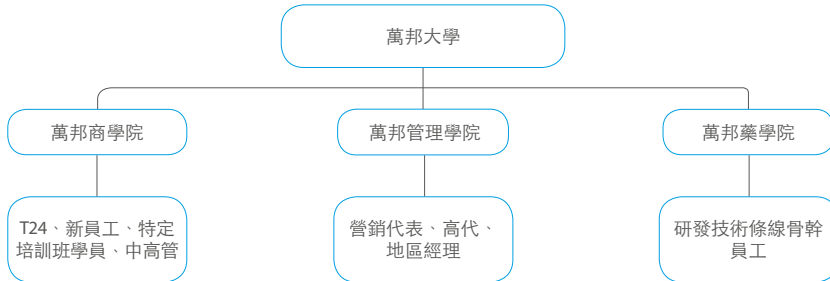 萬邦大學
萬邦商學院
萬邦管理學院
萬邦藥學院
T24、新員工、特定
培訓班學員、中高管
營銷代表、高代、
地區經理
研發技術條線骨幹
員工